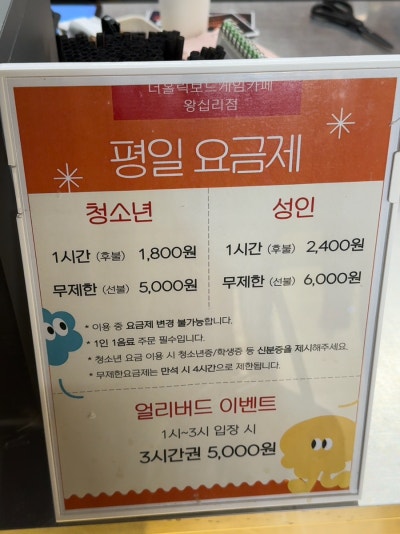 더홀릭보드게임카페
왕십리점
평일 요금제
청소년
1시간 (후불) 1,800원
무제한 (선불) 5,000원
성인
1시간 (후불) 2,400원
무제한 (선불) 6,000원
* 이용 중 요금제 변경 불가능합니다.
* 1인 1음료 주문 필수입니다.
* 청소년 요금 이용 시 청소년증/학생증 등 신분증을 제시해주세요.
* 무제한요금제는 만석 시 4시간으로 제한됩니다.
얼리버드 이벤트
1시~3시 입장 시
3시간권 5,000원